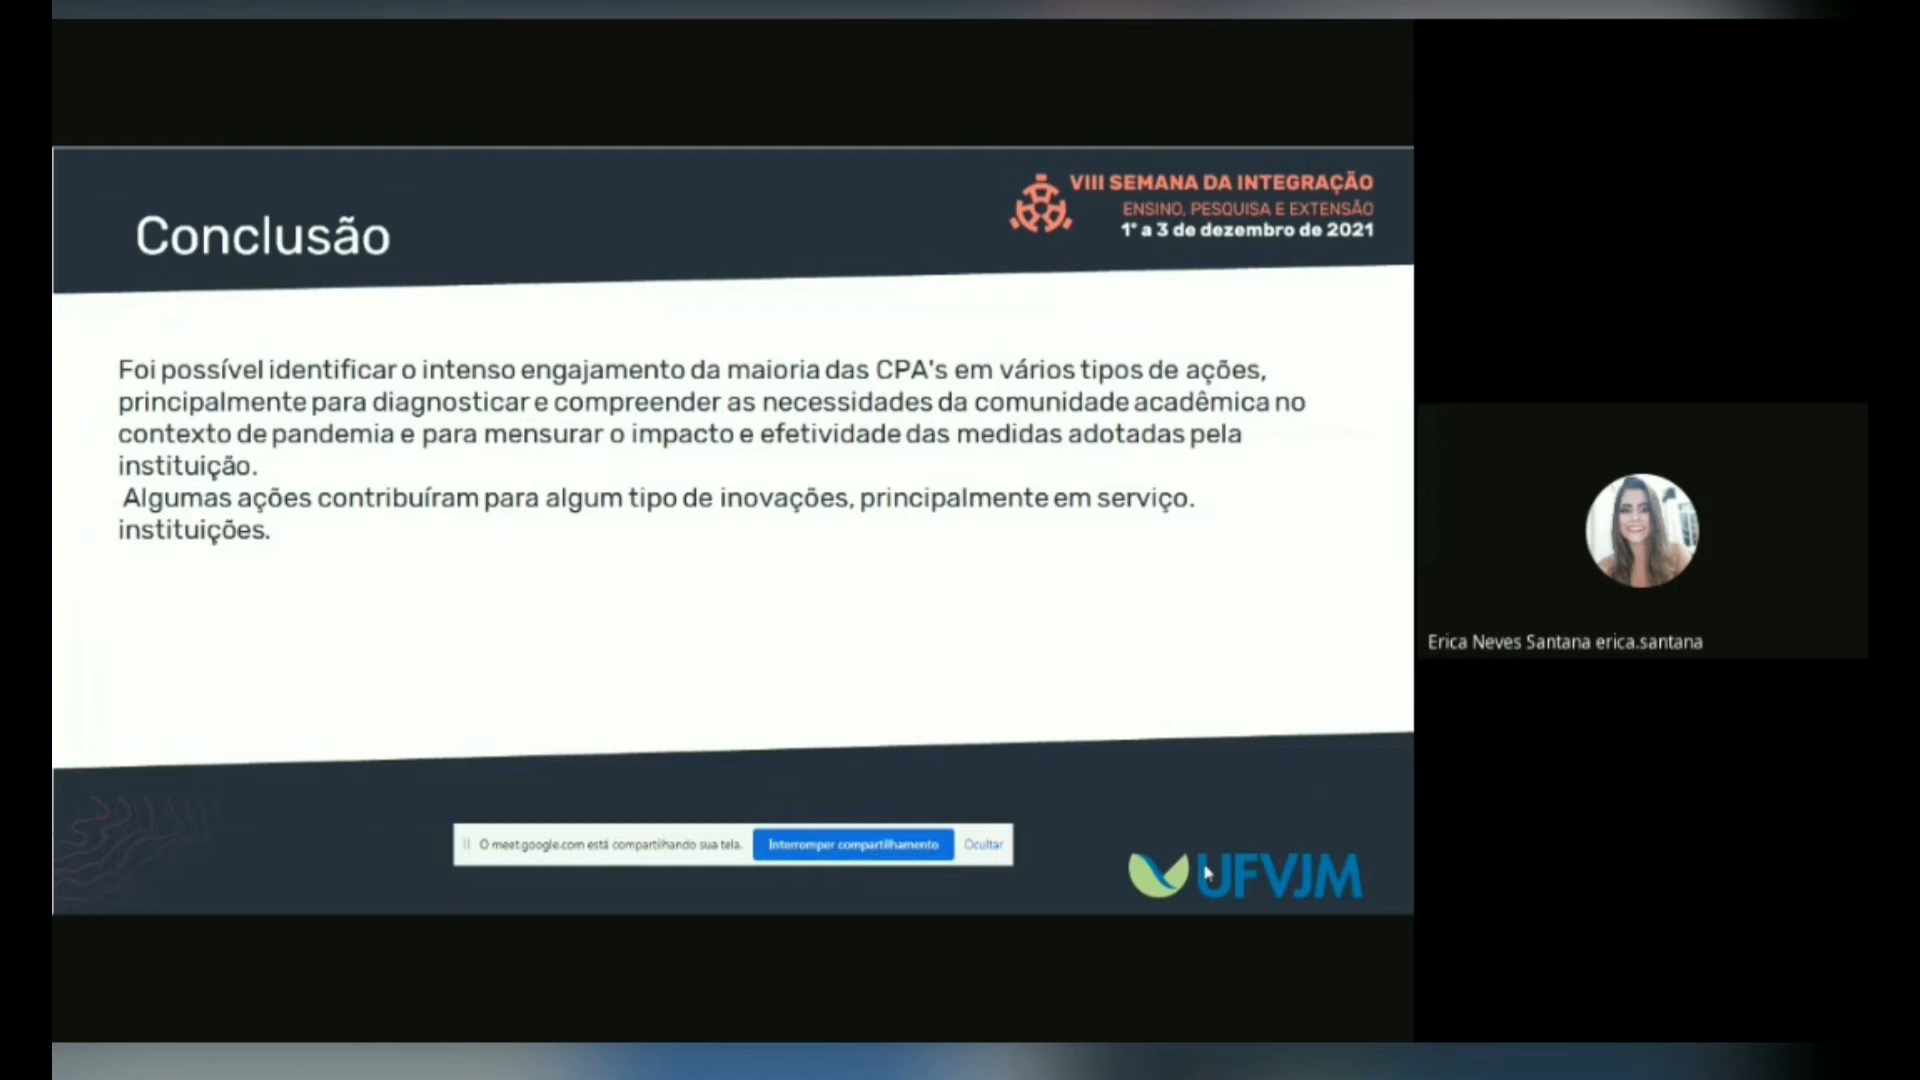 Conclusão
VIII SEMANA DA INTEGRAÇÃO
ENSINO, PESQUISA E EXTENSÃO
1° a 3 de dezembro de 2021
Foi possível identificar o intenso engajamento da maioria das CPA's em vários tipos de ações,
principalmente para diagnosticar e compreender as necessidades da comunidade acadêmica no
contexto de pandemia e para mensurar o impacto e efetividade das medidas adotadas pela
instituição.
Algumas ações contribuíram para algum tipo de inovações, principalmente em serviço.
instituições.
Erica Neves Santana erica.santana
O meet.google.com está compartilhando sua tela.
Interromper compartilhamento
Ocultar
UFVJM